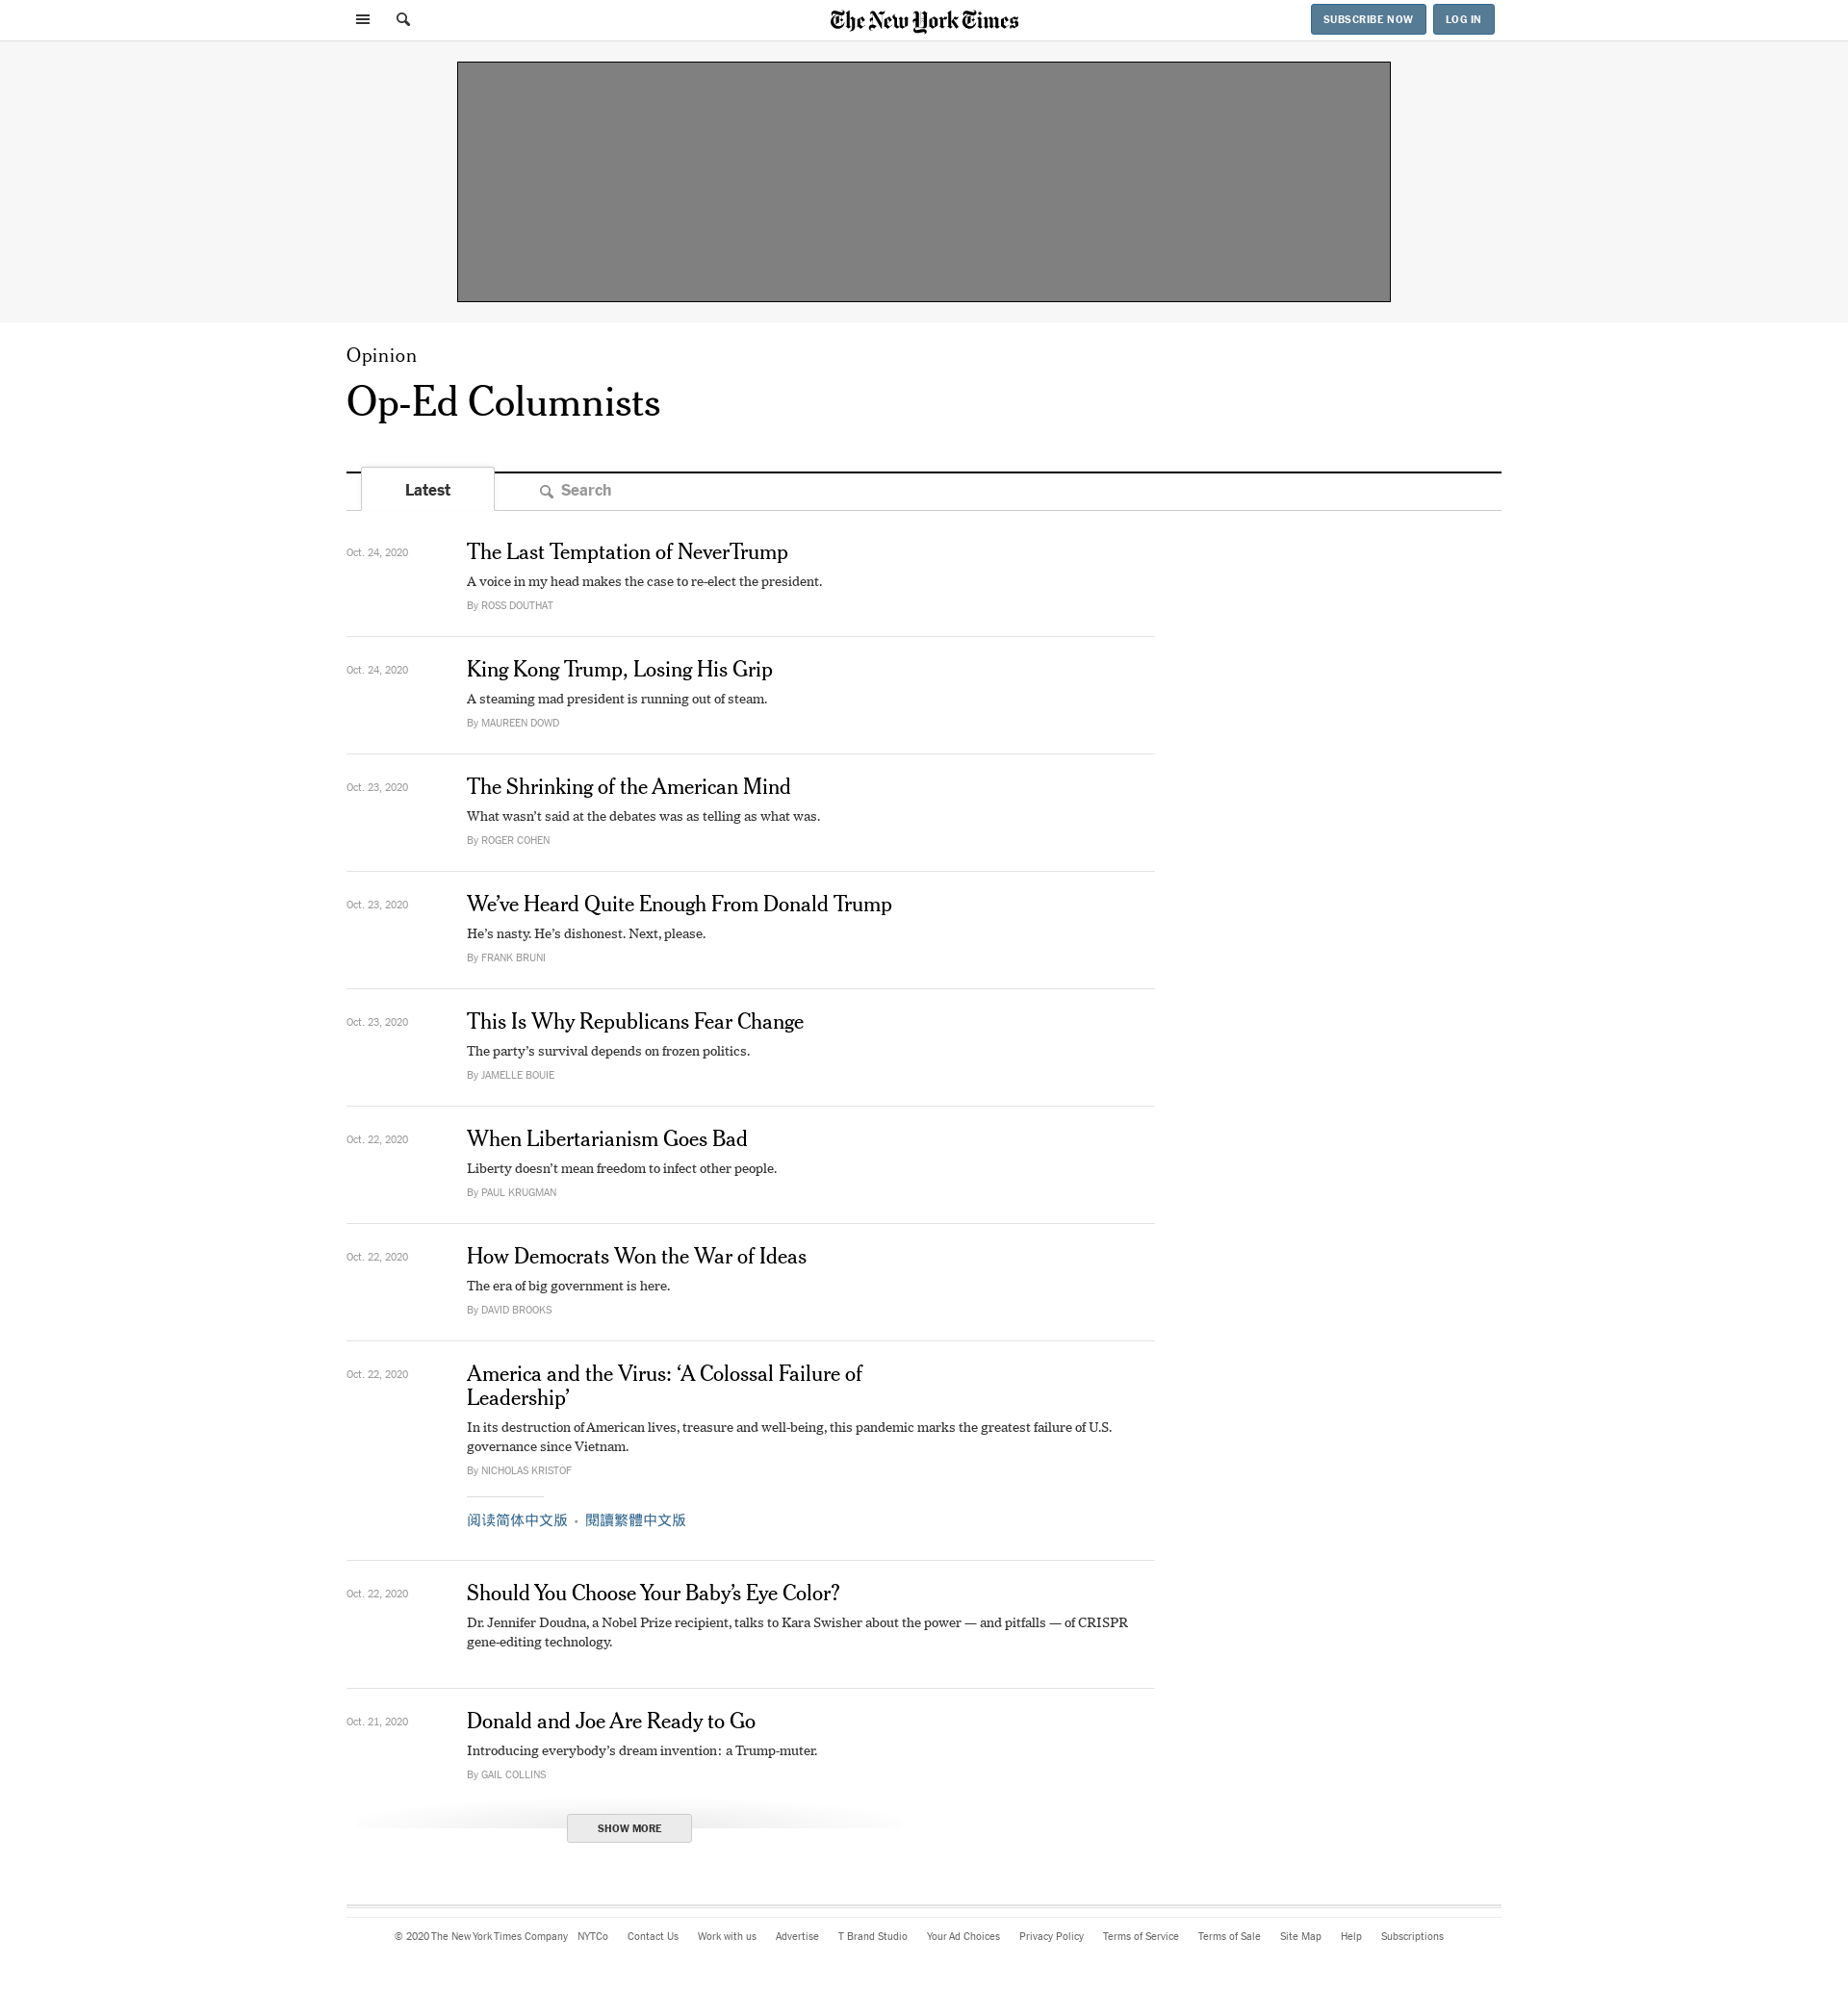 The New York Times
SUBSCRIBE NOW
LOG IN
Opinion
Op-Ed Columnists
Latest
Search
Oct. 24, 2020
The Last Temptation of NeverTrump
A voice in my head makes the case to re-elect the president.
By ROSS DOUTHAT
Oct. 24, 2020
King Kong Trump, Losing His Grip
A steaming mad president is running out of steam.
By MAUREEN DOWD
Oct. 23, 2020
The Shrinking of the American Mind
What wasn’t said at the debates was as telling as what was.
By ROGER COHEN
Oct. 23, 2020
We’ve Heard Quite Enough From Donald Trump
He’s nasty. He’s dishonest. Next, please.
By FRANK BRUNI
Oct. 23, 2020
This Is Why Republicans Fear Change
The party’s survival depends on frozen politics.
By JAMELLE BOUIE
Oct. 22, 2020
When Libertarianism Goes Bad
Liberty doesn’t mean freedom to infect other people.
By PAUL KRUGMAN
Oct. 22, 2020
How Democrats Won the War of Ideas
The era of big government is here.
By DAVID BROOKS
Oct. 22, 2020
America and the Virus: ‘A Colossal Failure of
Leadership’
In its destruction of American lives, treasure and well-being, this pandemic marks the greatest failure of U.S.
governance since Vietnam.
By NICHOLAS KRISTOF
阅读简体中文版 • 閱讀繁體中文版
Oct. 22, 2020
Should You Choose Your Baby’s Eye Color?
Dr. Jennifer Doudna, a Nobel Prize recipient, talks to Kara Swisher about the power — and pitfalls — of CRISPR
gene-editing technology.
Oct. 21, 2020
Donald and Joe Are Ready to Go
Introducing everybody’s dream invention: a Trump-muter.
By GAIL COLLINS
SHOW MORE
© 2020 The New York Times Company NYTCo Contact Us Work with us Advertise T Brand Studio Your Ad Choices Privacy Policy Terms of Service Terms of Sale Site Map Help Subscriptions